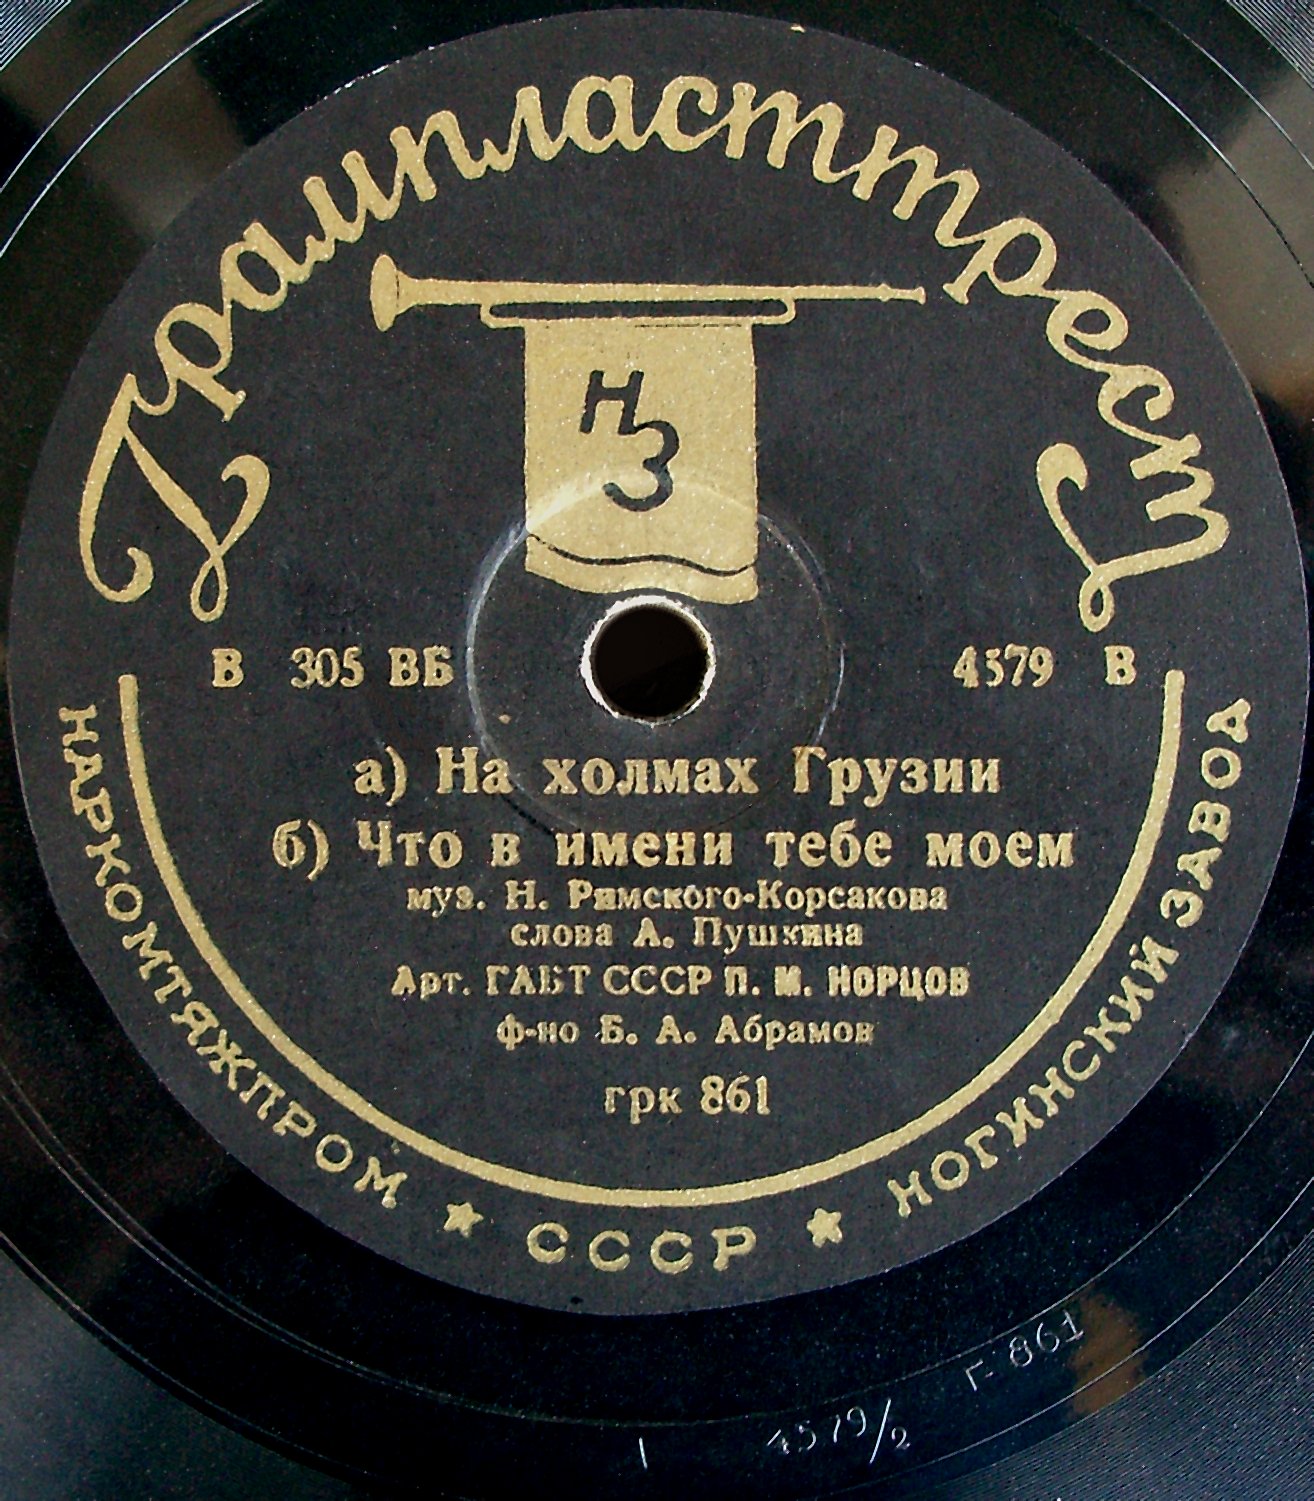 Грампласттрест
НЗ
В 305 ВБ 4579 В
а) На холмах Грузии
б) Что в имени тебе моем
муз. Н. Римского-Корсакова
слова А. Пушкина
Арт. ГАБТ СССР П. М. НОРЦОВ
ф-но Б. А. Абрамов
грк 861
НАРКОМТЯЖПРОМ ★ СССР ★ НОГИНСКИЙ ЗАВОД
Г 861
4579/2